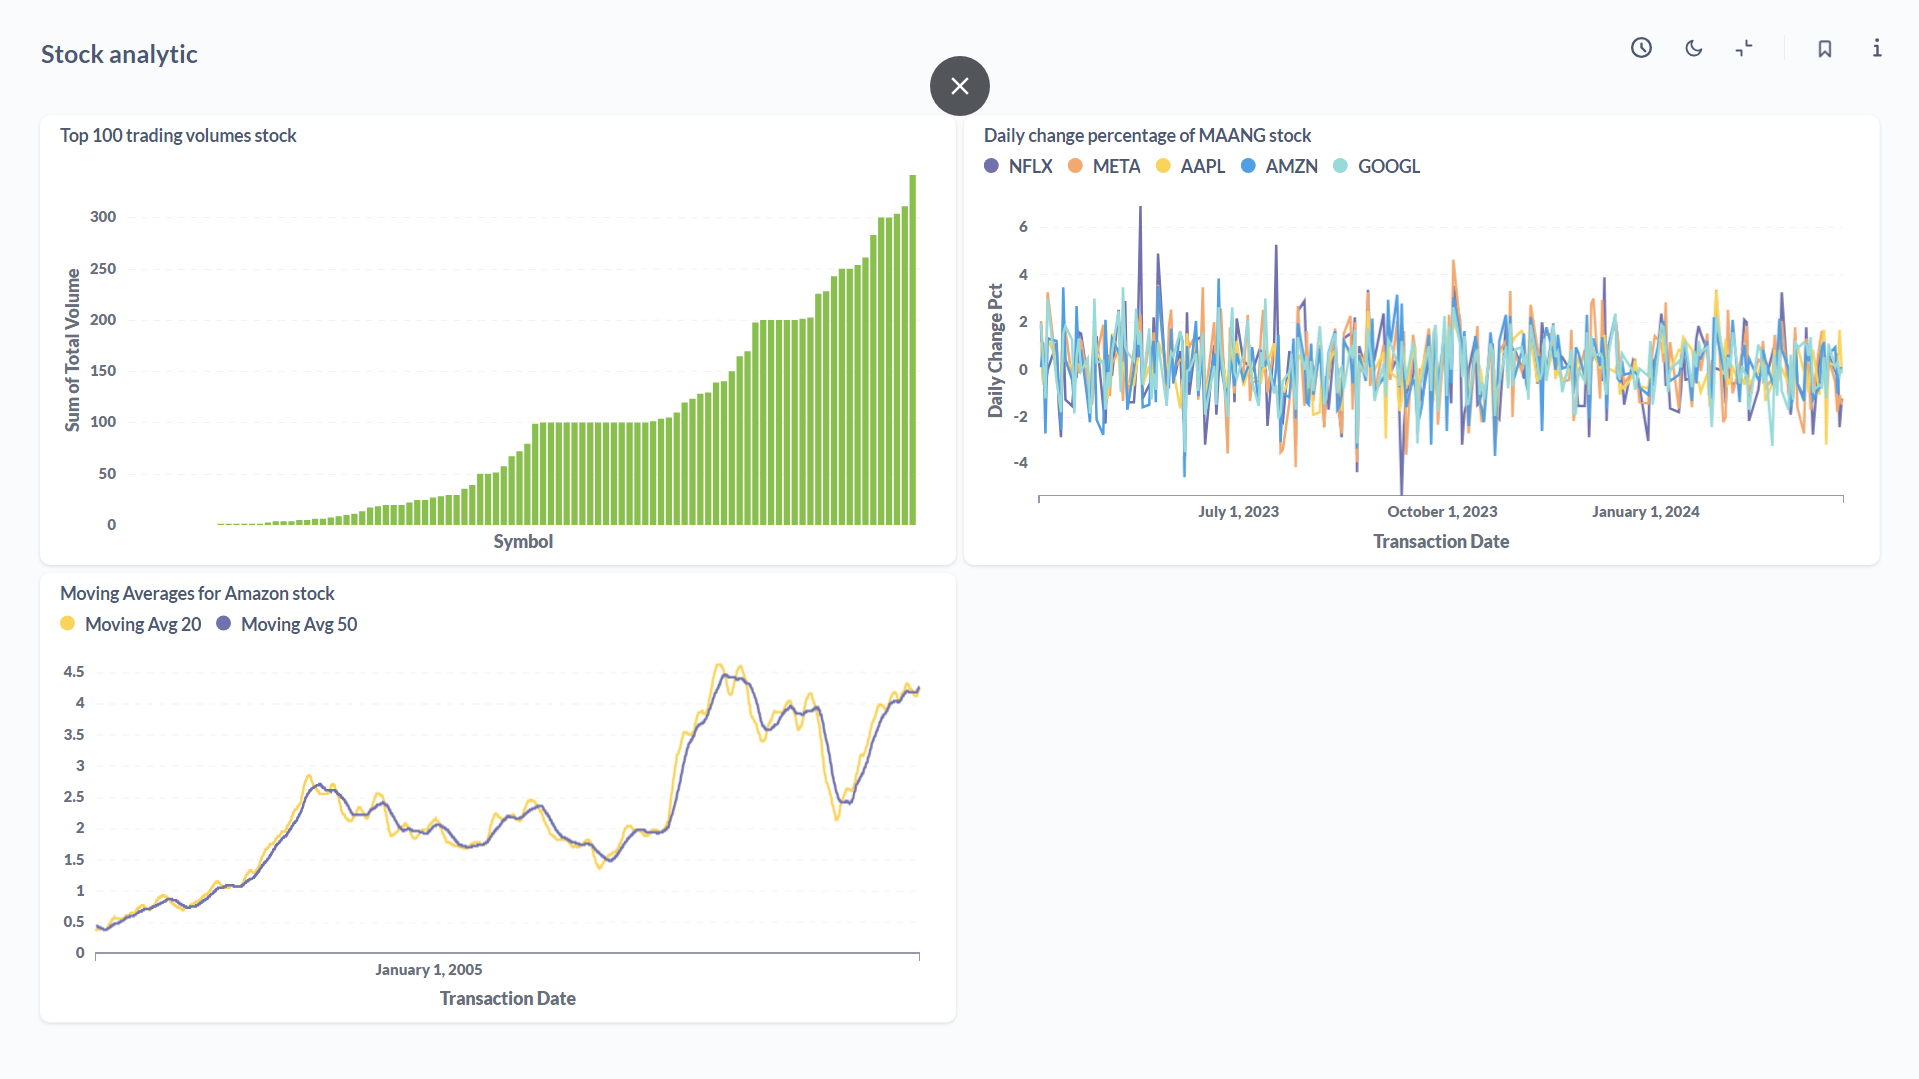 Stock analytic
Top 100 trading volumes stock
300
250
200
150
100
50
0
Sum of Total Volume
Symbol
Daily change percentage of MAANG stock
NFLX META AAPL AMZN GOOGL
6
4
2
0
-2
-4
Daily Change Pct
July 1, 2023 October 1, 2023 January 1, 2024
Transaction Date
Moving Averages for Amazon stock
Moving Avg 20 Moving Avg 50
4.5
4
3.5
3
2.5
2
1.5
1
0.5
0
January 1, 2005
Transaction Date